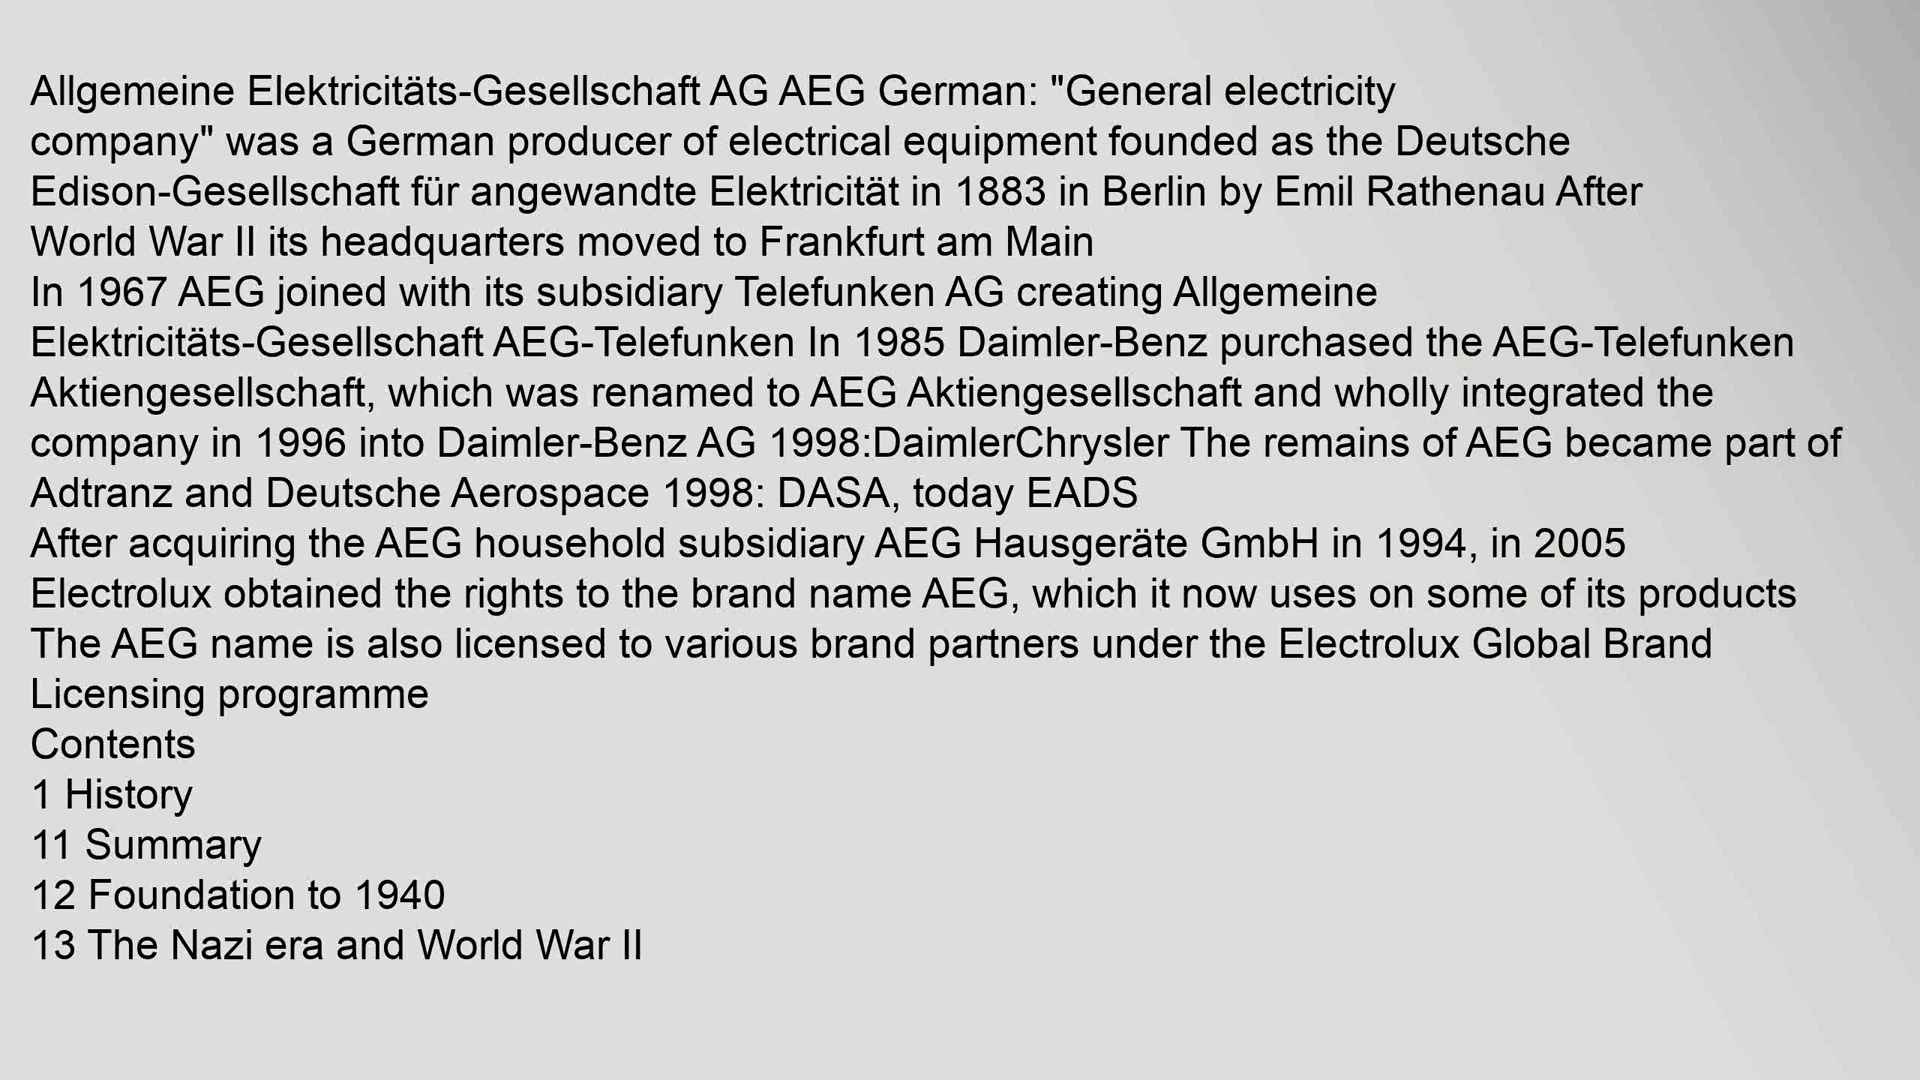 Allgemeine Elektricitäts-Gesellschaft AG AEG German: "General electricity
company" was a German producer of electrical equipment founded as the Deutsche
Edison-Gesellschaft für angewandte Elektricität in 1883 in Berlin by Emil Rathenau After
World War II its headquarters moved to Frankfurt am Main
In 1967 AEG joined with its subsidiary Telefunken AG creating Allgemeine
Elektricitäts-Gesellschaft AEG-Telefunken In 1985 Daimler-Benz purchased the AEG-Telefunken
Aktiengesellschaft, which was renamed to AEG Aktiengesellschaft and wholly integrated the
company in 1996 into Daimler-Benz AG 1998:DaimlerChrysler The remains of AEG became part of
Adtranz and Deutsche Aerospace 1998: DASA, today EADS
After acquiring the AEG household subsidiary AEG Hausgeräte GmbH in 1994, in 2005
Electrolux obtained the rights to the brand name AEG, which it now uses on some of its products
The AEG name is also licensed to various brand partners under the Electrolux Global Brand
Licensing programme
Contents
1 History
11 Summary
12 Foundation to 1940
13 The Nazi era and World War II